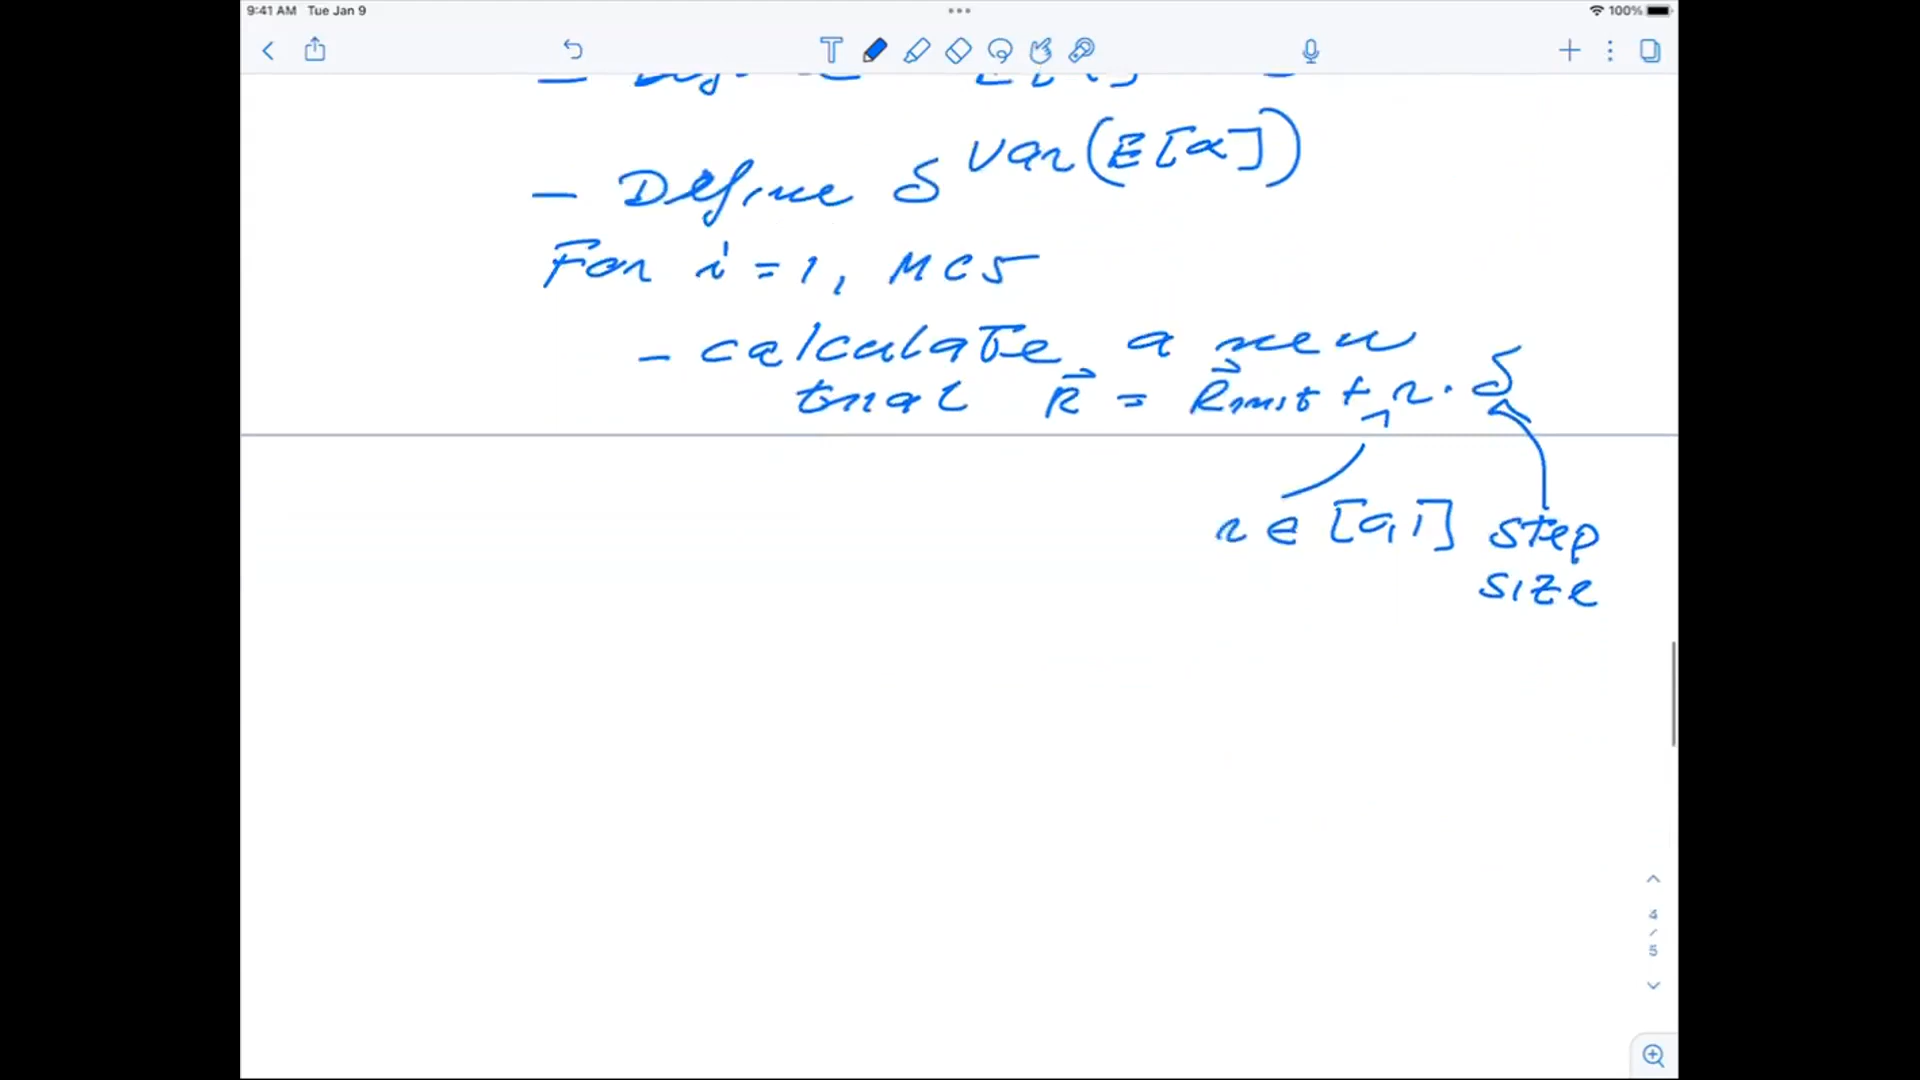 9:41 AM Tue Jan 9
100%
T
- Define δ Var(E[α])
For i = 1, MCS
- calculate a new
trial R⃗ = R⃗init + r · δ
r ∈ [0,1] step
size
4
/
5